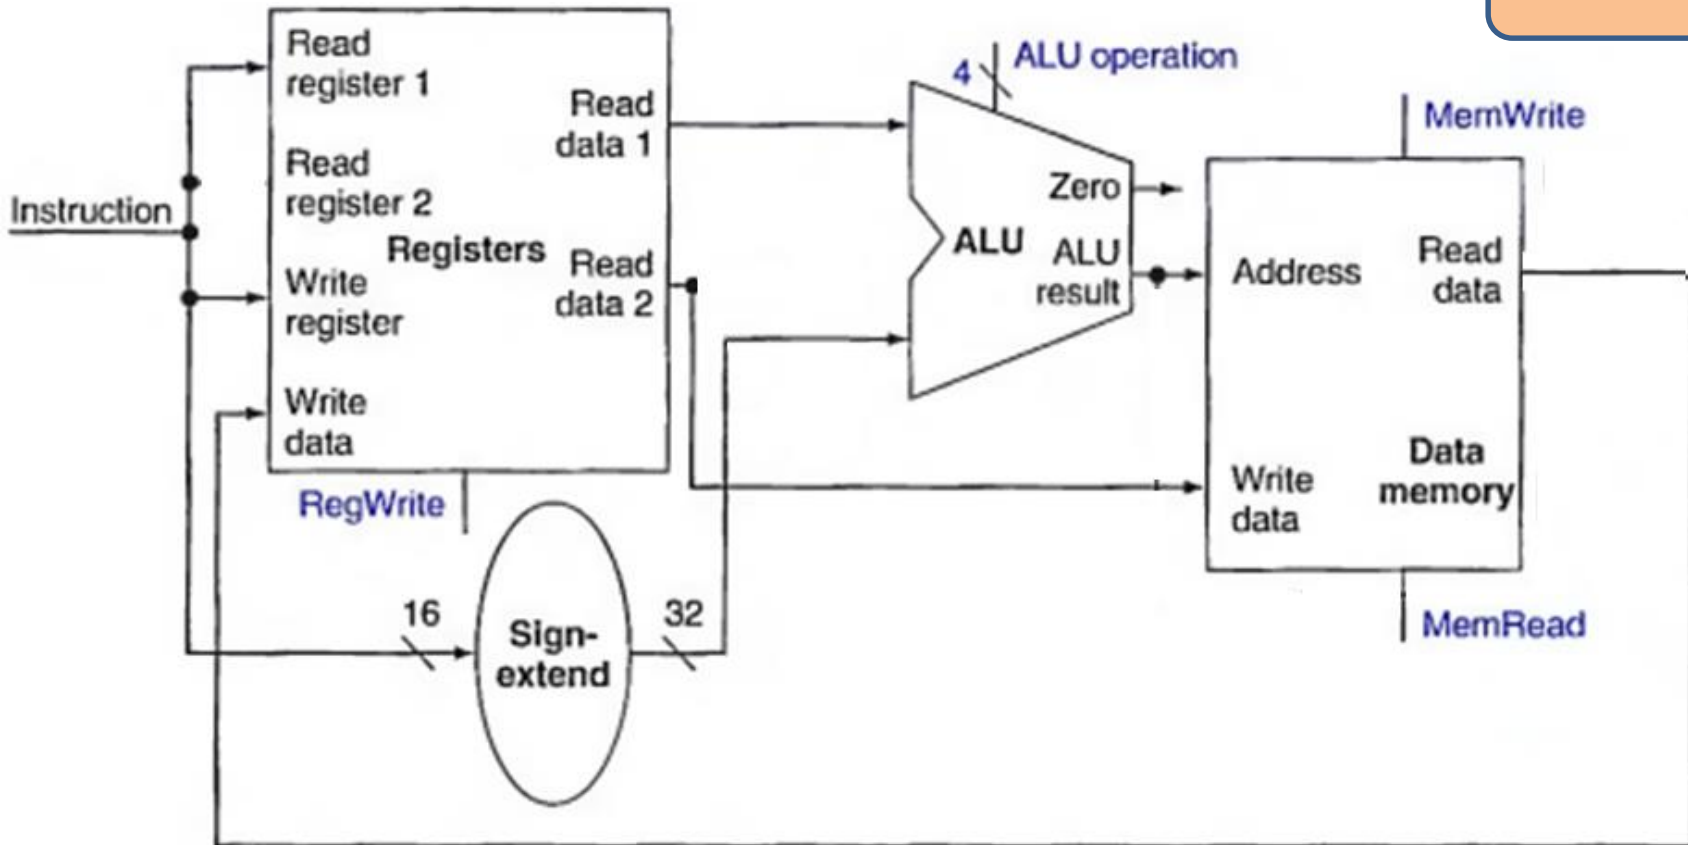 Read
register 1
Read
register 2
Registers
Write
register
Write
data
Read
data 1
Read
data 2
Instruction
RegWrite
16
Sign-
extend
32
4
ALU operation
Zero
ALU
ALU
result
MemWrite
Address
Read
data
Write
data
Data
memory
MemRead